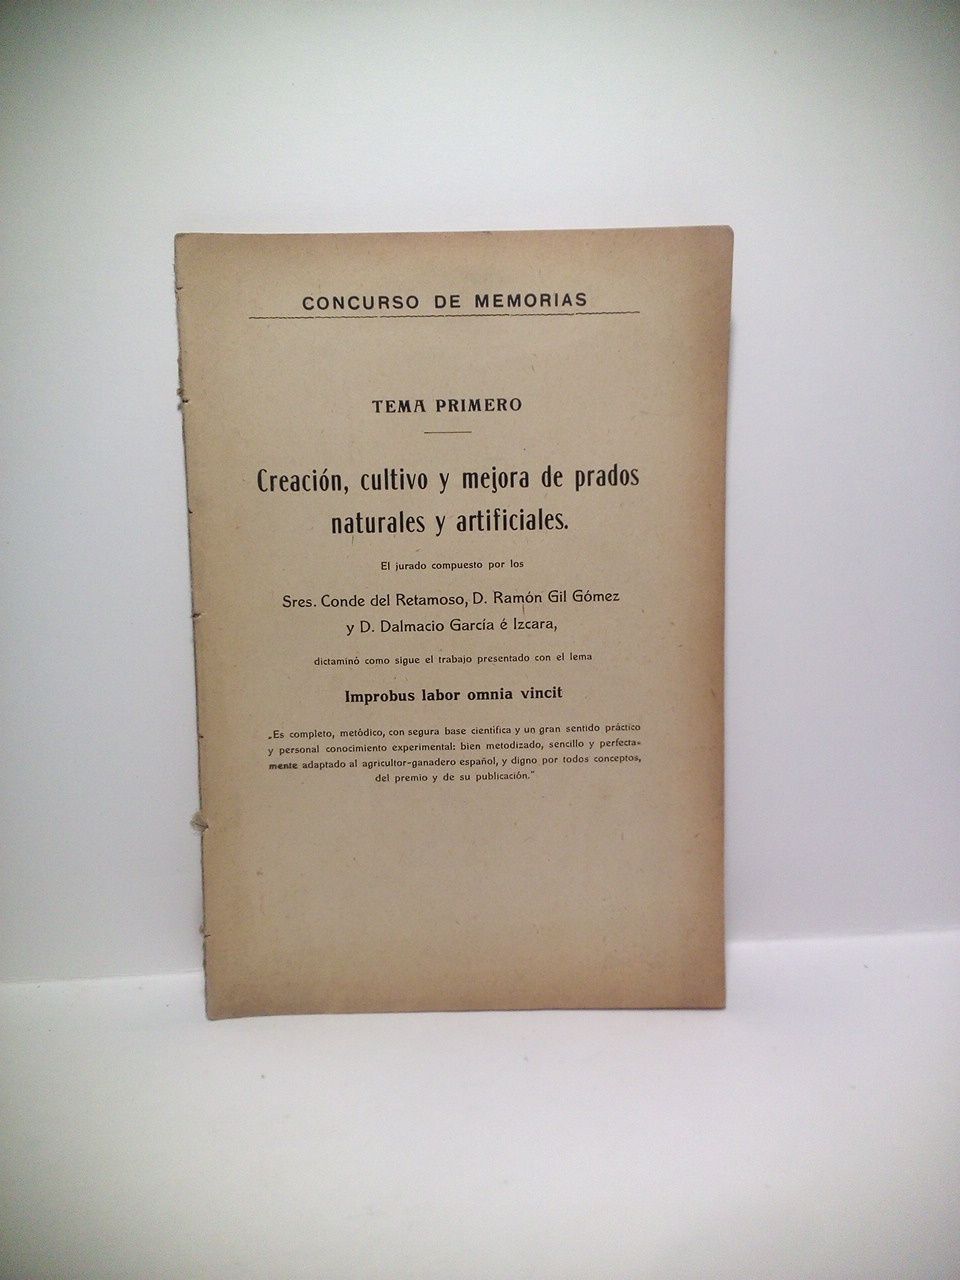 CONCURSO DE MEMORIAS
TEMA PRIMERO
Creación, cultivo y mejora de prados
naturales y artificiales.
El jurado compuesto por los
Sres. Conde del Retamoso, D. Ramón Gil Gómez
y D. Dalmacio García é Izcara,
dictaminó como sigue el trabajo presentado con el lema
Improbus labor omnia vincit
„Es completo, metódico, con segura base científica y un gran sentido práctico
y personal conocimiento experimental: bien metodizado, sencillo y perfecta-
mente adaptado al agricultor-ganadero español, y digno por todos conceptos,
del premio y de su publicación.“